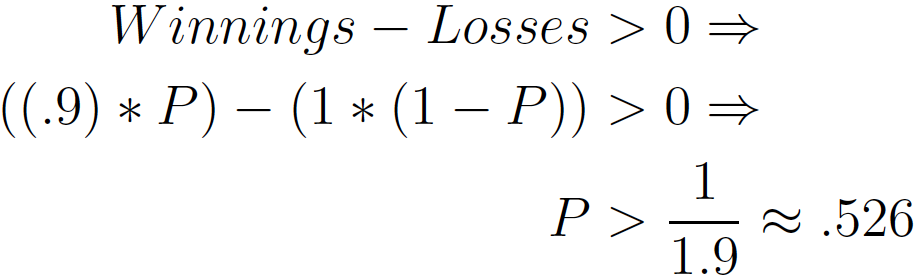 Winnings − Losses > 0 ⇒
((.9) ∗ P) − (1 ∗ (1 − P)) > 0 ⇒
P > 1/1.9 ≈ .526